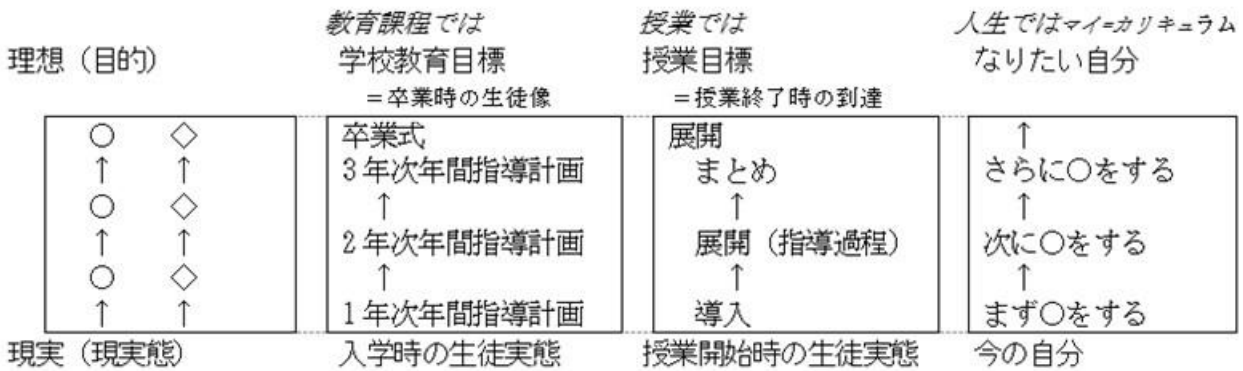 教育課程では 授業では 人生ではマイ=カリキュラム
理想（目的） 学校教育目標 授業目標 なりたい自分
＝卒業時の生徒像 ＝授業終了時の到達
○ ◇ 卒業式 展開 ↑
↑ ↑ 3年次年間指導計画 まとめ さらに○をする
○ ◇ ↑ ↑ ↑
↑ ↑ 2年次年間指導計画 展開（指導過程） 次に○をする
○ ◇ ↑ ↑ ↑
↑ ↑ 1年次年間指導計画 導入 まず○をする
現実（現実態） 入学時の生徒実態 授業開始時の生徒実態 今の自分